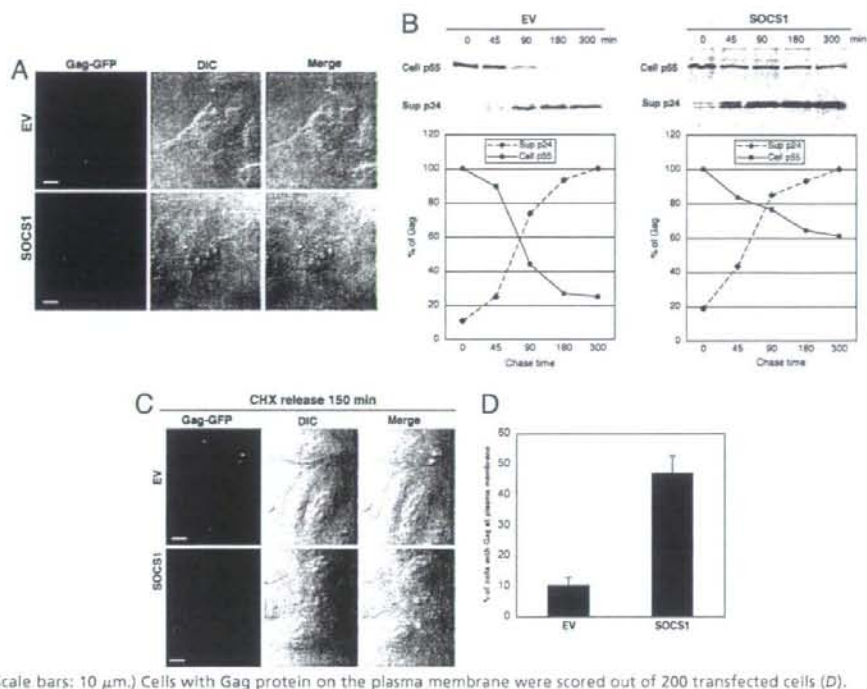 A
Gag-GFP DIC Merge
EV
SOCS1
B
EV
0 45 90 180 300 min
Cell p55
Sup p24
120
100
80
60
40
20
0
% of Gag
Sup p24
Cell p55
0 45 90 180 300
Chase time
SOCS1
0 45 90 180 300 min
Cell p55
Sup p24
120
100
80
60
40
20
0
% of Gag
Sup p24
Cell p55
0 45 90 180 300
Chase time
C
CHX release 150 min
Gag-GFP DIC Merge
EV
SOCS1
D
60
50
40
30
20
10
0
% of cells with Gag at plasma membrane
EV SOCS1
cale bars: 10 μm.) Cells with Gag protein on the plasma membrane were scored out of 200 transfected cells (D).